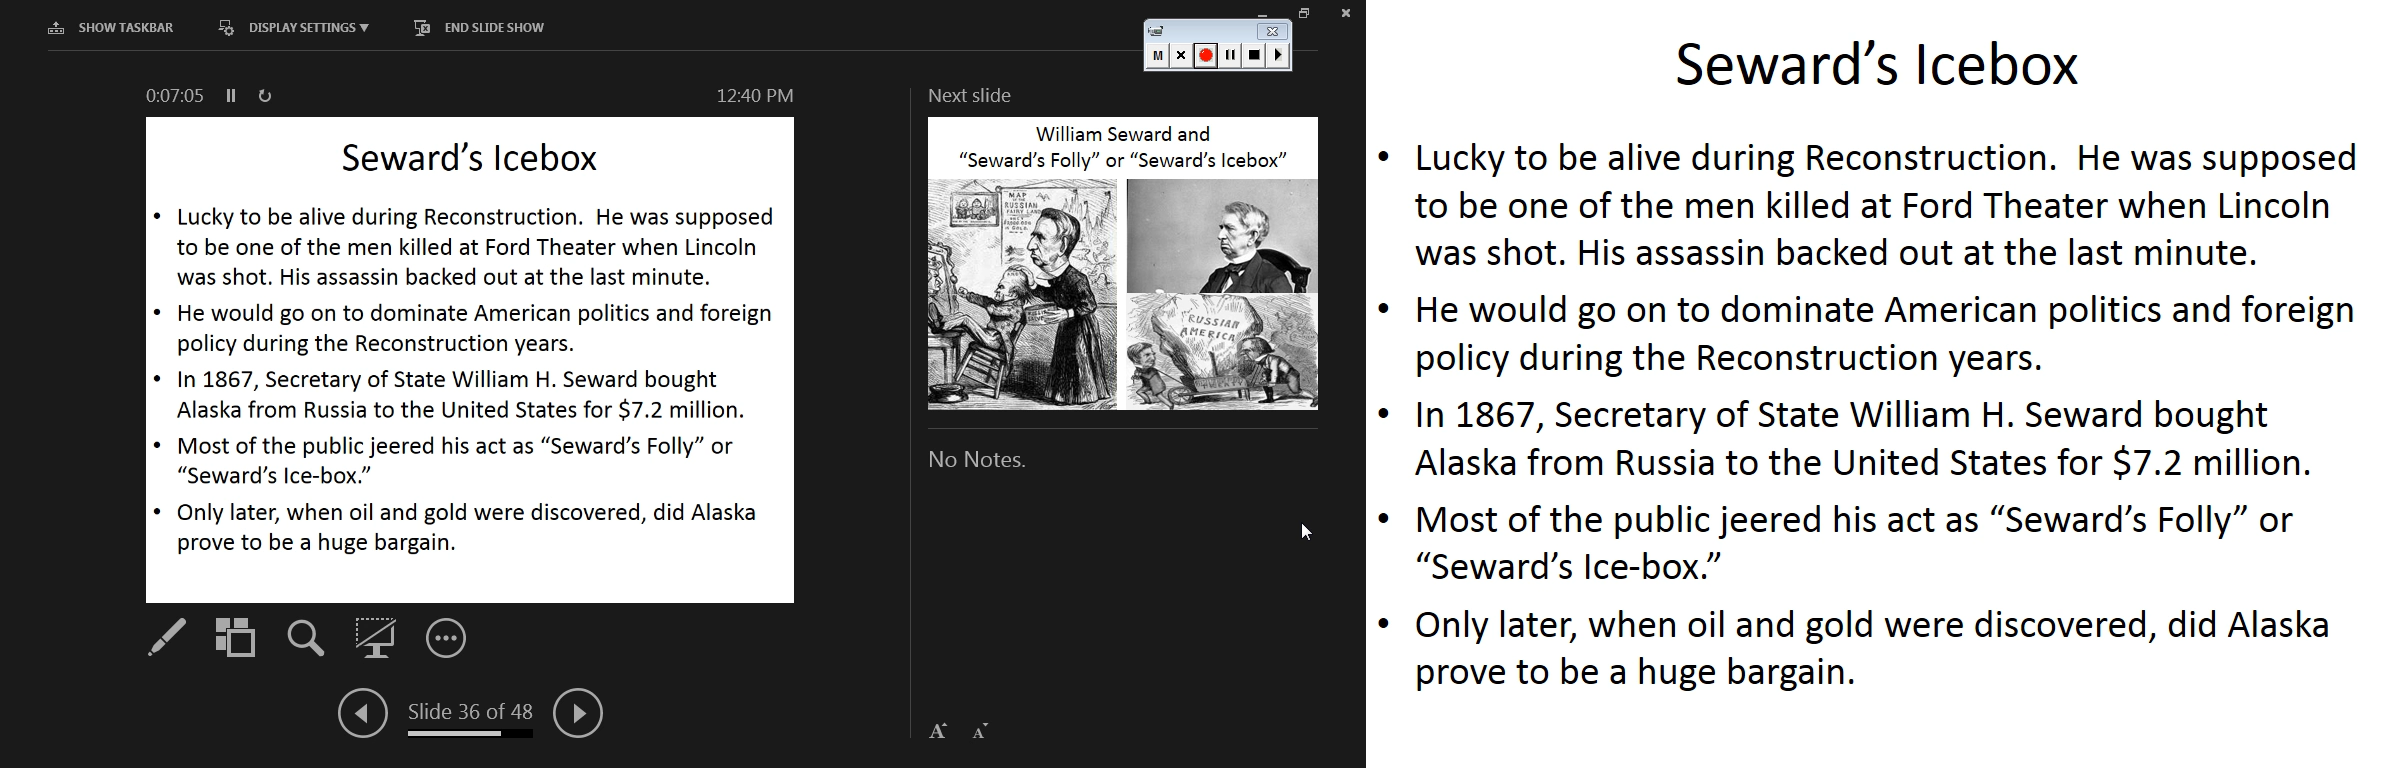 SHOW TASKBAR
DISPLAY SETTINGS ▼
END SLIDE SHOW
M
0:07:05
12:40 PM
Seward’s Icebox
• Lucky to be alive during Reconstruction.  He was supposed
to be one of the men killed at Ford Theater when Lincoln
was shot. His assassin backed out at the last minute.
• He would go on to dominate American politics and foreign
policy during the Reconstruction years.
• In 1867, Secretary of State William H. Seward bought
Alaska from Russia to the United States for $7.2 million.
• Most of the public jeered his act as “Seward’s Folly” or
“Seward’s Ice-box.”
• Only later, when oil and gold were discovered, did Alaska
prove to be a huge bargain.
Slide 36 of 48
Next slide
William Seward and
“Seward’s Folly” or “Seward’s Icebox”
MAP
OF THE
RUSSIAN
FAIRY LAND
RUSSIAN
AMERICA
No Notes.
A A
Seward’s Icebox
• Lucky to be alive during Reconstruction.  He was supposed
to be one of the men killed at Ford Theater when Lincoln
was shot. His assassin backed out at the last minute.
• He would go on to dominate American politics and foreign
policy during the Reconstruction years.
• In 1867, Secretary of State William H. Seward bought
Alaska from Russia to the United States for $7.2 million.
• Most of the public jeered his act as “Seward’s Folly” or
“Seward’s Ice-box.”
• Only later, when oil and gold were discovered, did Alaska
prove to be a huge bargain.